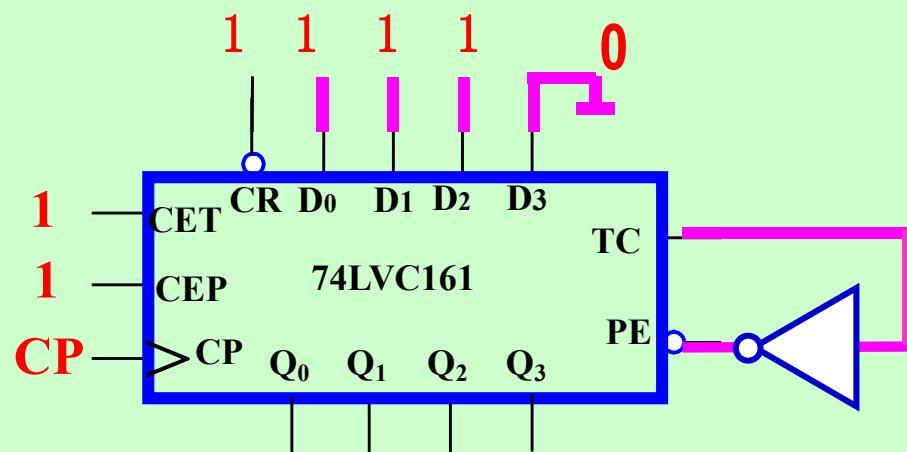 1 1 1 1 0
CR D0 D1 D2 D3
1 CET
TC
1 CEP 74LVC161
PE
CP CP
Q0 Q1 Q2 Q3